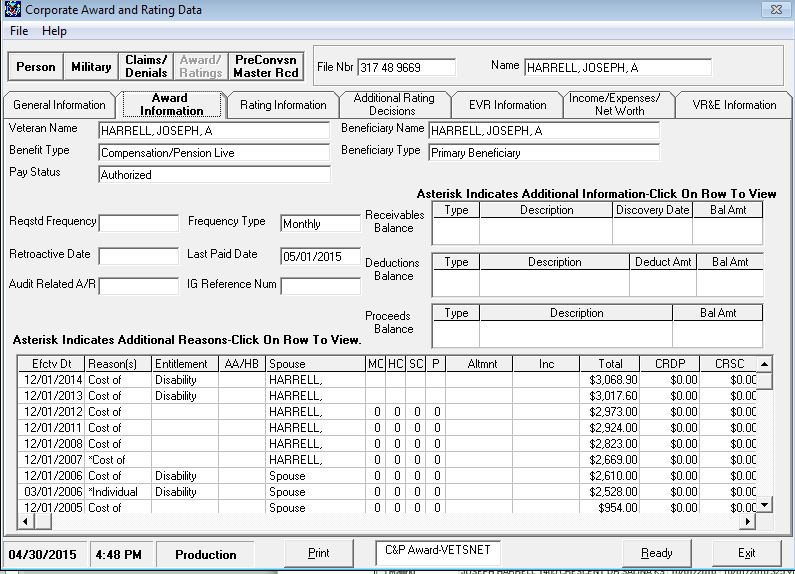 Corporate Award and Rating Data
File Help
Person Military Claims/ Denials Award/ Ratings PreConvsn Master Rcd File Nbr 317 48 9669 Name HARRELL, JOSEPH, A
General Information Award Information Rating Information Additional Rating Decisions EVR Information Income/Expenses/ Net Worth VR&E Information
Veteran Name HARRELL, JOSEPH, A Beneficiary Name HARRELL, JOSEPH, A
Benefit Type Compensation/Pension Live Beneficiary Type Primary Beneficiary
Pay Status Authorized
Asterisk Indicates Additional Information-Click On Row To View
Reqstd Frequency Frequency Type Monthly Receivables Balance Type Description Discovery Date Bal Amt
Retroactive Date Last Paid Date 05/01/2015 Deductions Balance Type Description Deduct Amt Bal Amt
Audit Related A/R IG Reference Num
Proceeds Balance Type Description Bal Amt
Asterisk Indicates Additional Reasons-Click On Row To View.
Efctv Dt Reason(s) Entitlement AA/HB Spouse MC HC SC P Altmnt Inc Total CRDP CRSC
12/01/2014 Cost of Disability HARRELL, $3,068.90 $0.00 $0.00
12/01/2013 Cost of Disability HARRELL, $3,017.60 $0.00 $0.00
12/01/2012 Cost of HARRELL, 0 0 0 0 $2,973.00 $0.00 $0.00
12/01/2011 Cost of HARRELL, 0 0 0 0 $2,924.00 $0.00 $0.00
12/01/2008 Cost of HARRELL, 0 0 0 0 $2,823.00 $0.00 $0.00
12/01/2007 *Cost of HARRELL, 0 0 0 0 $2,669.00 $0.00 $0.00
12/01/2006 Cost of Disability Spouse 0 0 0 0 $2,610.00 $0.00 $0.00
03/01/2006 *Individual Disability Spouse 0 0 0 0 $2,528.00 $0.00 $0.00
12/01/2005 Cost of Disability Spouse 0 0 0 0 $954.00 $0.00 $0.00
04/30/2015 4:48 PM Production Print C&P Award-VETSNET Ready Exit